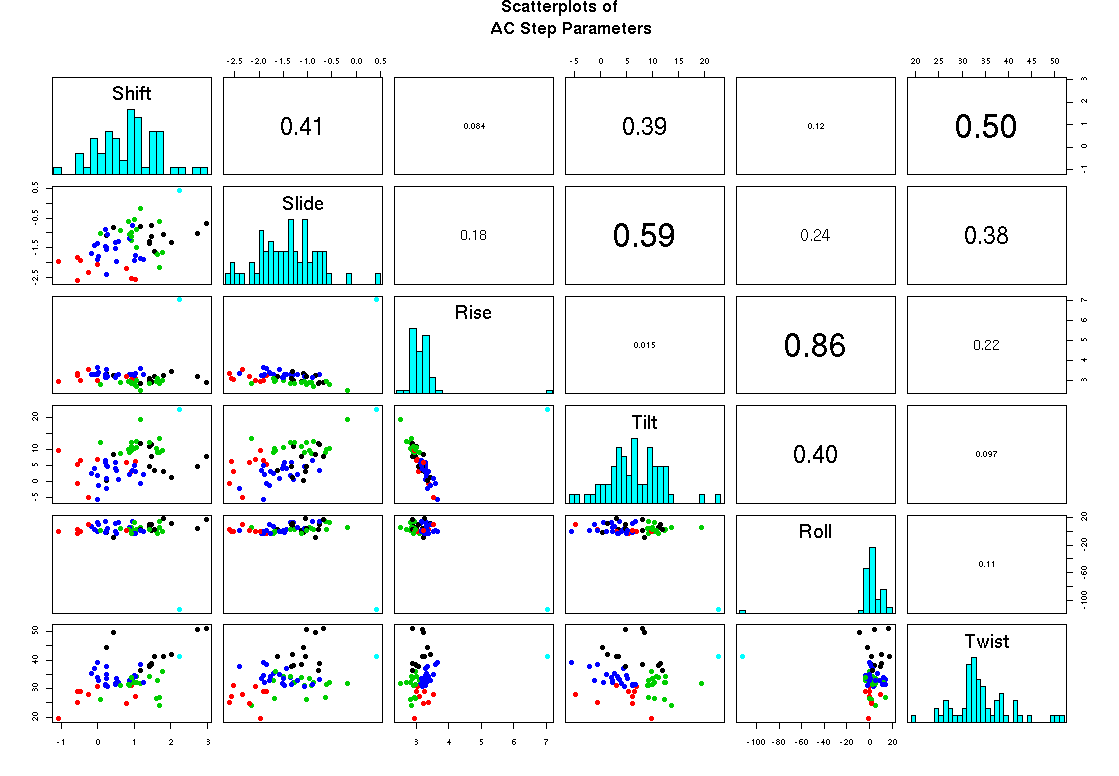 Scatterplots of
AC Step Parameters
-2.5 -1.5 -0.5 0.5
-2.0 -1.0 0.0
-5 0 5 10 15 20
20 25 30 35 40 45 50
Shift
0.41
0.084
0.39
0.12
0.50
-1 0 1 2 3
-2.5 -1.5 -0.5 0.5
Slide
0.18
0.59
0.24
0.38
Rise
0.015
0.86
0.22
3 4 5 6 7
-5 0 5 10 20
Tilt
0.40
0.097
Roll
0.11
-100 -60 -20 20
20 30 40 50
Twist
-1 0 1 2 3
3 4 5 6 7
-100 -80 -60 -40 -20 0 20